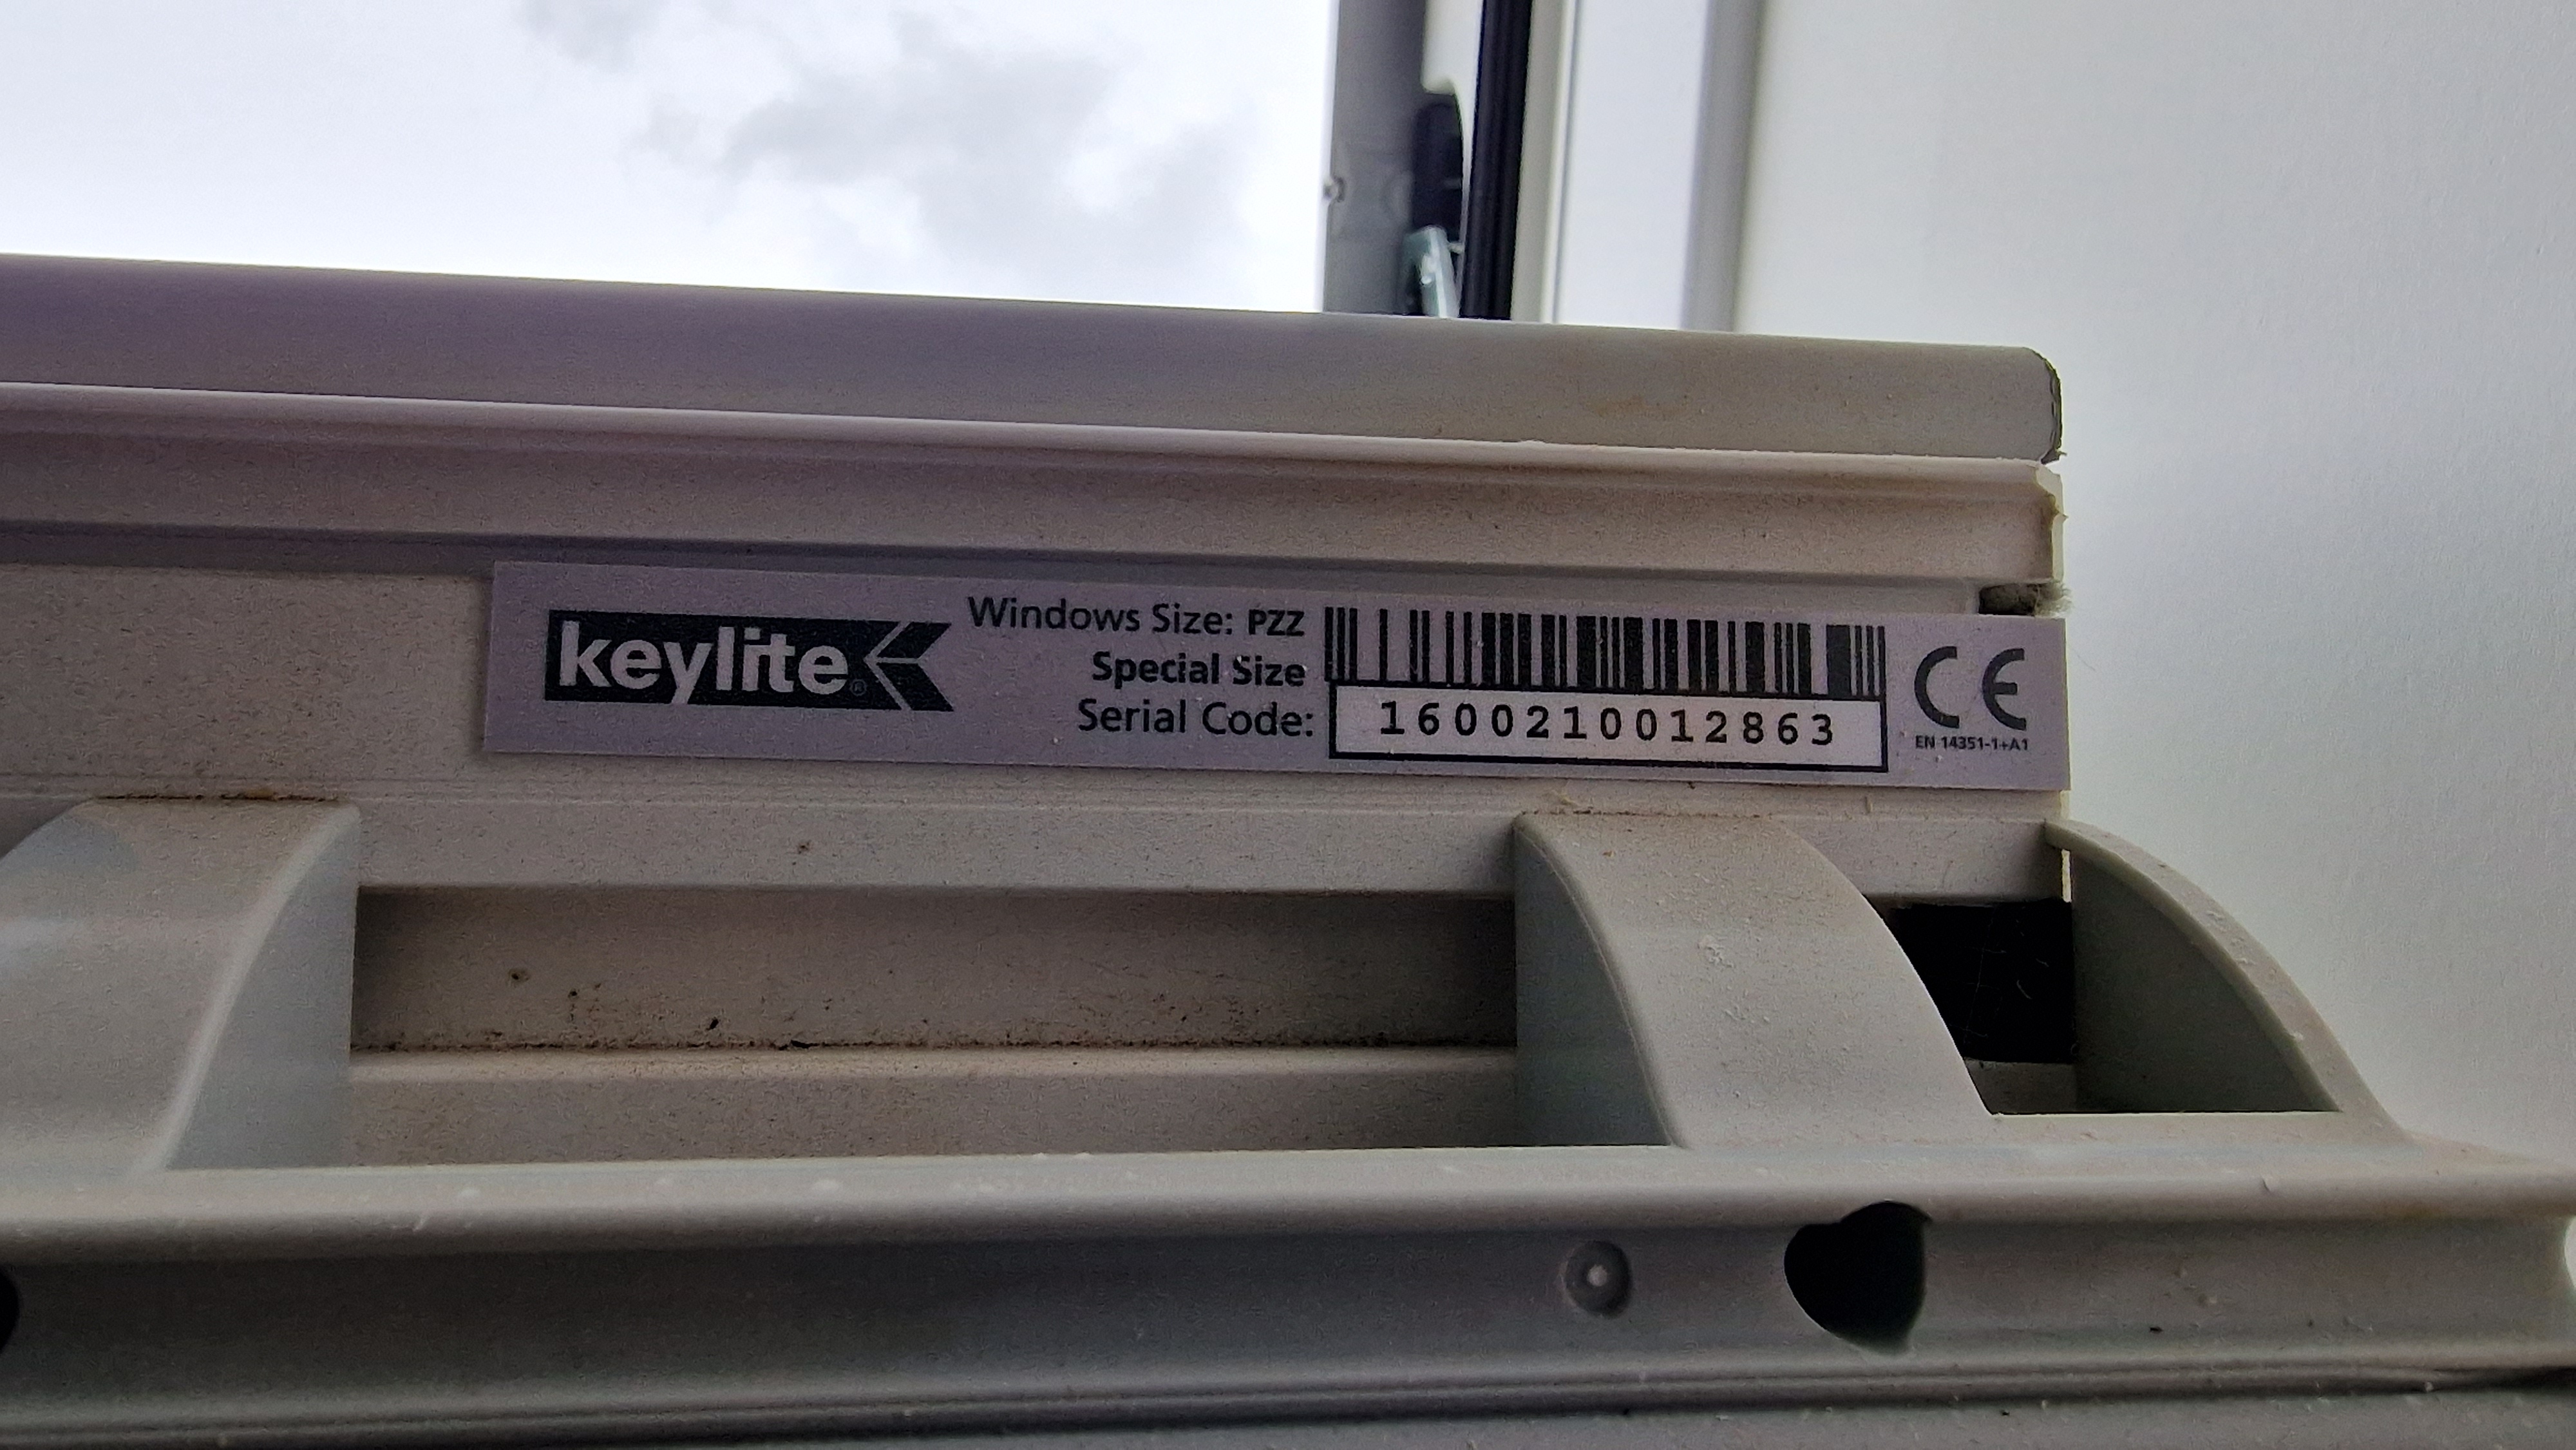 keylite®
Windows Size: PZZ
Special Size
Serial Code: 1600210012863
CE
EN 14351-1+A1